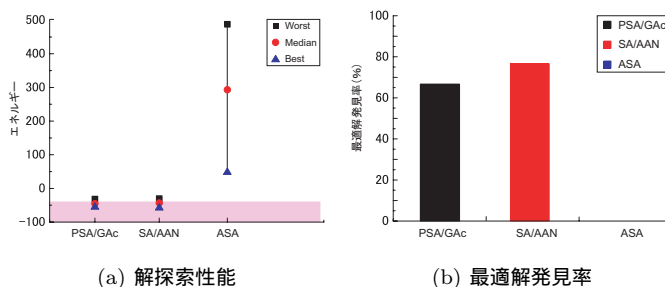 500
400
300
200
100
0
−100
エネルギー
Worst
Median
Best
PSA/GAc
SA/AAN
ASA
(a) 解探索性能
100
80
60
40
20
0
最適解発見率(%)
PSA/GAc
SA/AAN
ASA
PSA/GAc
SA/AAN
ASA
(b) 最適解発見率